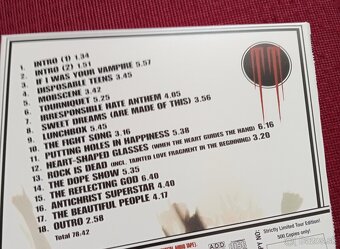 1. INTRO (1) 1.34
2. INTRO (2) 1.51
3. IF I WAS YOUR VAMPIRE 5.57
4. DISPOSABLE TEENS 3.45
5. MOBSCENE 3.42
6. TOURNIQUET 5.25
7. IRRESPONSIBLE HATE ANTHEM 4.05
8. SWEET DREAMS (ARE MADE OF THIS) 3.56
9. LUNCHBOX 5.45
10. THE FIGHT SONG 3.16
11. PUTTING HOLES IN HAPPINESS 5.38
12. HEART-SHAPED GLASSES (WHEN THE HEART GUIDES THE HAND) 6.16
13. ROCK IS DEAD (INCL. TAINTED LOVE FRAGMENT IN THE BEGINNING) 3.20
14. THE DOPE SHOW 5.35
15. THE REFLECTING GOD 6.40
16. ANTICHRIST SUPERSTAR 4.40
17. THE BEAUTIFUL PEOPLE 4.17
18. OUTRO 2.58
Total 78.42
Strictly Limited Tour Edition!
500 Copies only!